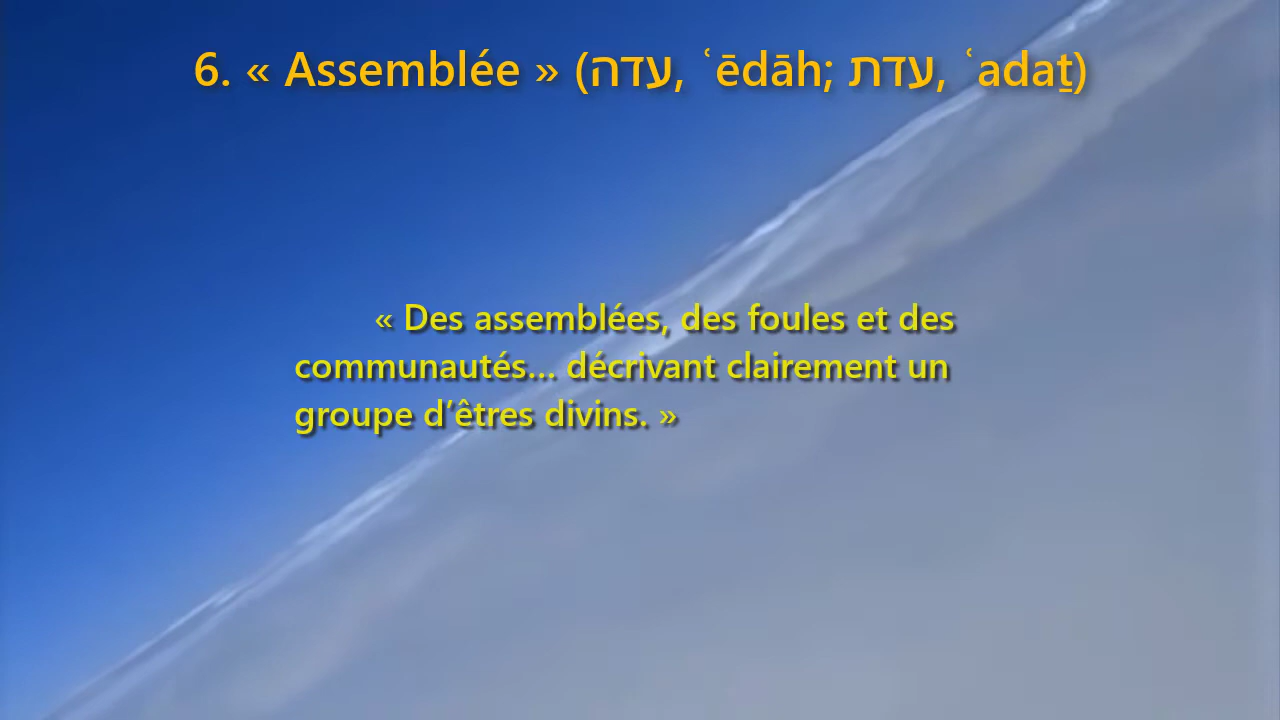 6. « Assemblée » (עדה, ʿēdāh; עדת, ʿadaṯ)
« Des assemblées, des foules et des
communautés... décrivant clairement un
groupe d’êtres divins. »